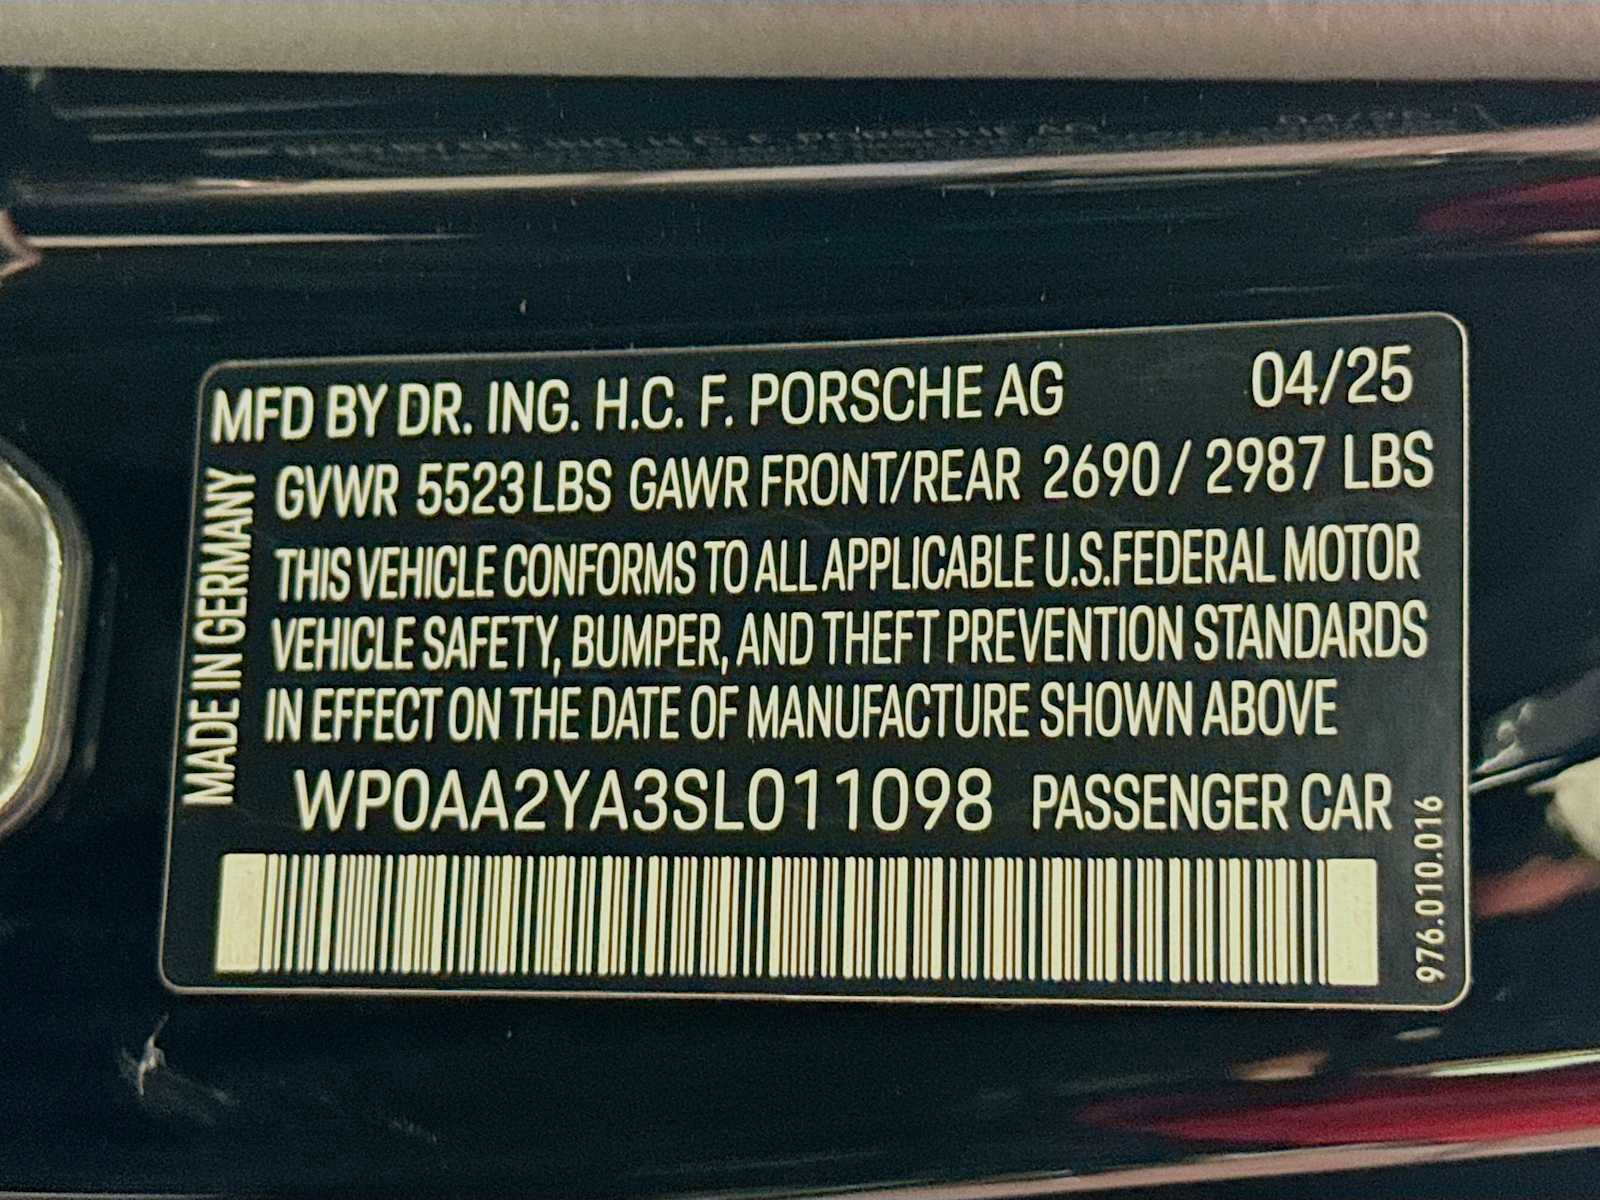 MFD BY DR. ING. H.C. F. PORSCHE AG 04/25
GVWR 5523 LBS GAWR FRONT/REAR 2690 / 2987 LBS
THIS VEHICLE CONFORMS TO ALL APPLICABLE U.S.FEDERAL MOTOR
VEHICLE SAFETY, BUMPER, AND THEFT PREVENTION STANDARDS
IN EFFECT ON THE DATE OF MANUFACTURE SHOWN ABOVE
WP0AA2YA3SL011098 PASSENGER CAR
MADE IN GERMANY
976.010.016